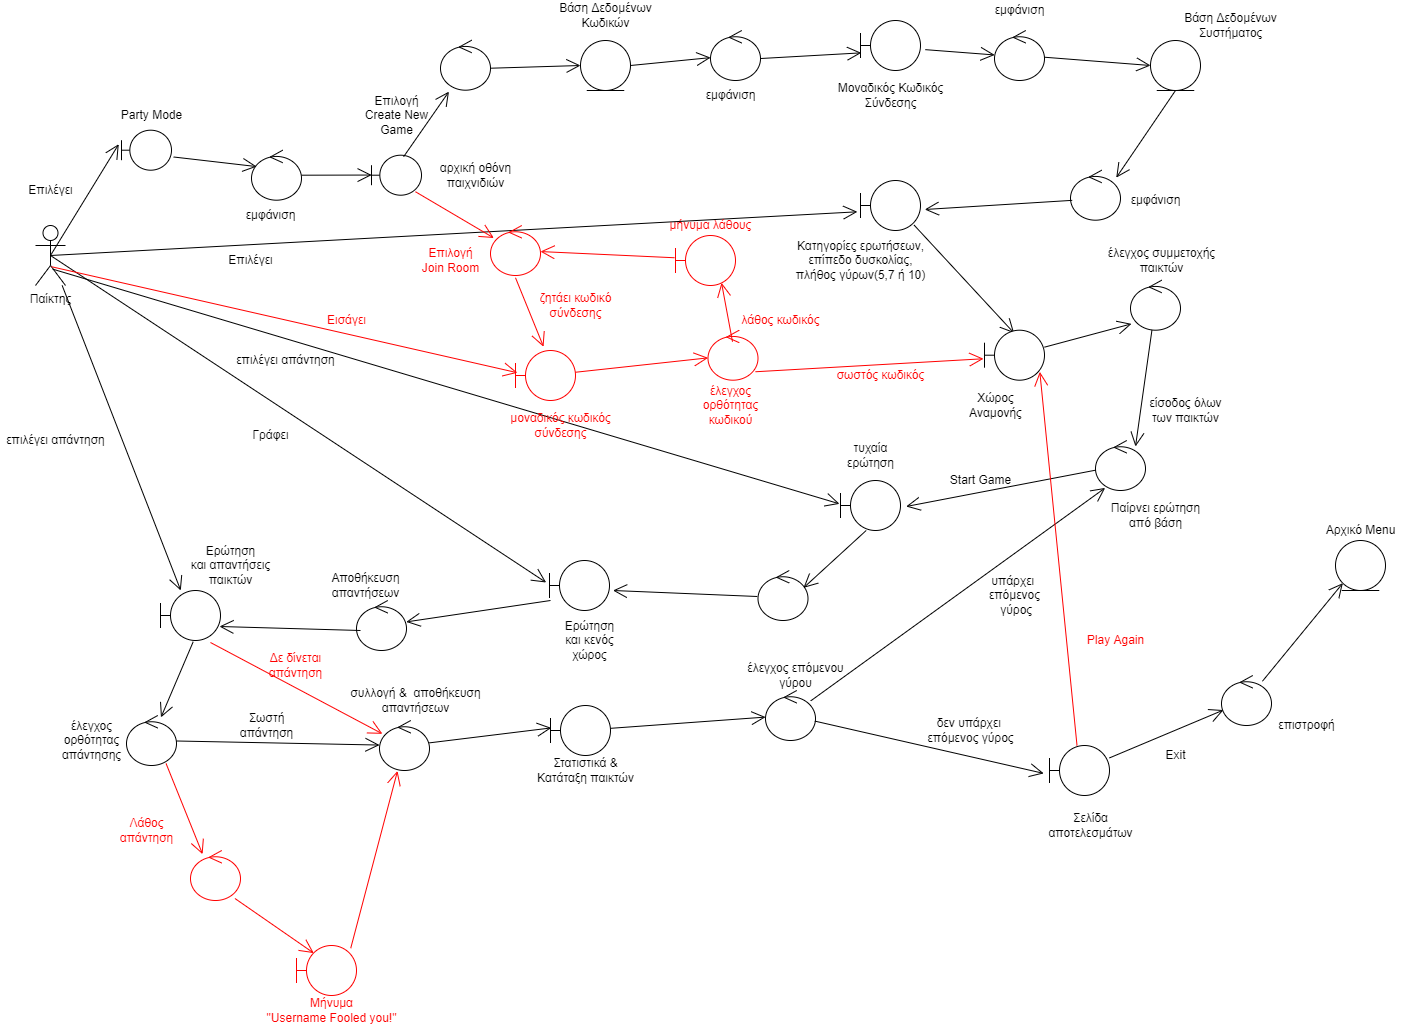 Βάση Δεδομένων
Κωδικών
εμφάνιση
Βάση Δεδομένων
Συστήματος
Επιλογή
Create New
Game
εμφάνιση
Μοναδικός Κωδικός
Σύνδεσης
Party Mode
Επιλέγει
εμφάνιση
αρχική οθόνη
παιχνιδιών
εμφάνιση
μήνυμα λάθους
Επιλογή
Join Room
Επιλέγει
Κατηγορίες ερωτήσεων,
επίπεδο δυσκολίας,
πλήθος γύρων(5,7 ή 10)
έλεγχος συμμετοχής
παικτών
Παίκτης
ζητάει κωδικό
σύνδεσης
Εισάγει
λάθος κωδικός
επιλέγει απάντηση
σωστός κωδικός
έλεγχος
ορθότητας
κωδικού
Χώρος
Αναμονής
είσοδος όλων
των παικτών
μοναδικός κωδικός
σύνδεσης
επιλέγει απάντηση
Γράφει
τυχαία
ερώτηση
Start Game
Παίρνει ερώτηση
από βάση
Αρχικό Menu
Ερώτηση
και απαντήσεις
παικτών
Αποθήκευση
απαντήσεων
υπάρχει
επόμενος
γύρος
Ερώτηση
και κενός
χώρος
Play Again
Δε δίνεται
απάντηση
έλεγχος επόμενου
γύρου
συλλογή &  αποθήκευση
απαντήσεων
έλεγχος
ορθότητας
απάντησης
Σωστή
απάντηση
δεν υπάρχει
επόμενος γύρος
επιστροφή
Exit
Στατιστικά &
Κατάταξη παικτών
Λάθος
απάντηση
Σελίδα
αποτελεσμάτων
Μήνυμα
"Username Fooled you!"